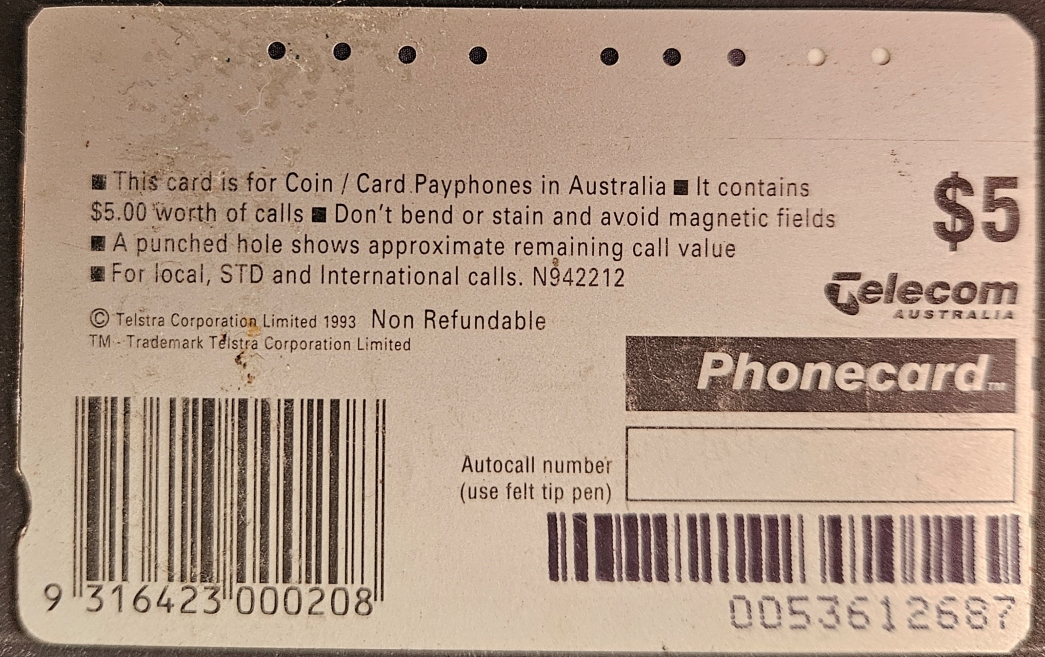 ■ This card is for Coin / Card Payphones in Australia ■ It contains
$5.00 worth of calls ■ Don't bend or stain and avoid magnetic fields
■ A punched hole shows approximate remaining call value
■ For local, STD and International calls. N942212
$5
Telecom
AUSTRALIA
© Telstra Corporation Limited 1993 Non Refundable
TM - Trademark Telstra Corporation Limited
Phonecard TM
Autocall number
(use felt tip pen)
9 316423 000208
0053612687